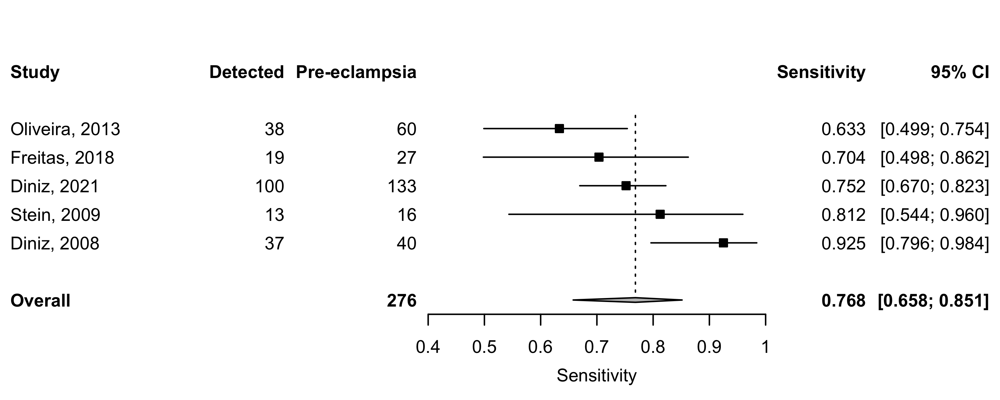 Study Detected Pre-eclampsia Sensitivity 95% CI
Oliveira, 2013 38 60 0.633 [0.499; 0.754]
Freitas, 2018 19 27 0.704 [0.498; 0.862]
Diniz, 2021 100 133 0.752 [0.670; 0.823]
Stein, 2009 13 16 0.812 [0.544; 0.960]
Diniz, 2008 37 40 0.925 [0.796; 0.984]
Overall 276 0.768 [0.658; 0.851]
0.4 0.5 0.6 0.7 0.8 0.9 1
Sensitivity